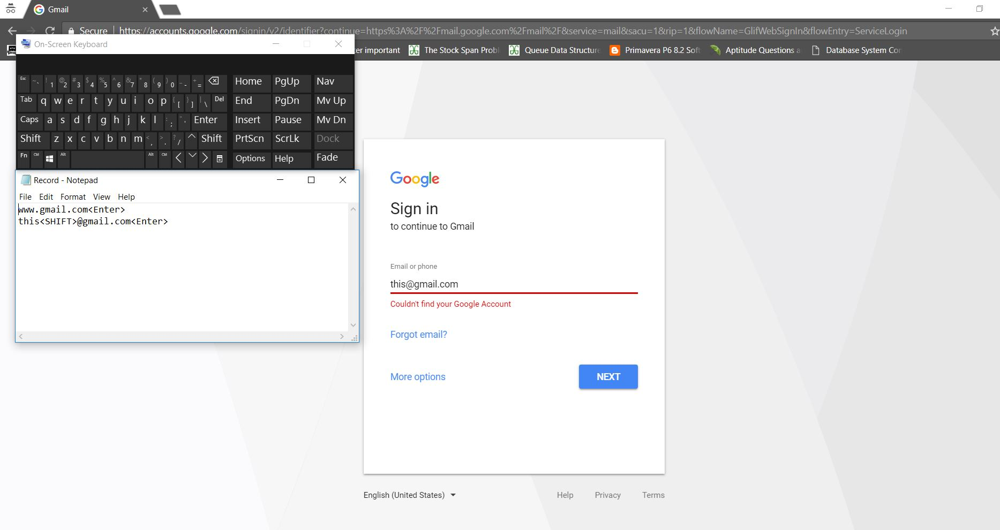 Gmail
Secure https://accounts.google.com/signin/v2/identifier?continue=https%3A%2F%2Fmail.google.com%2Fmail%2F&service=mail&sacu=1&rip=1&flowName=GlifWebSignIn&flowEntry=ServiceLogin
important The Stock Span Queue Data Structure Primavera P6 8.2 Aptitude Questions Database System
On-Screen Keyboard
Esc ~ ` ! 1 @ 2 # 3 $ 4 % 5 ^ 6 & 7 * 8 ( 9 ) 0 _ - + = Home PgUp Nav
Tab q w e r t y u i o p { [ } ] | \ Del End PgDn Mv Up
Caps a s d f g h j k l : ; " ' Enter Insert Pause Mv Dn
Shift z x c v b n m < , > . ? / Shift PrtScn ScrLk Dock
Fn Ctrl Alt Alt Ctrl Options Help Fade
Record - Notepad
File Edit Format View Help
www.gmail.com<Enter>
this<SHIFT>@gmail.com<Enter>
Google
Sign in
to continue to Gmail
Email or phone
this@gmail.com
Couldn't find your Google Account
Forgot email?
More options NEXT
English (United States) Help Privacy Terms